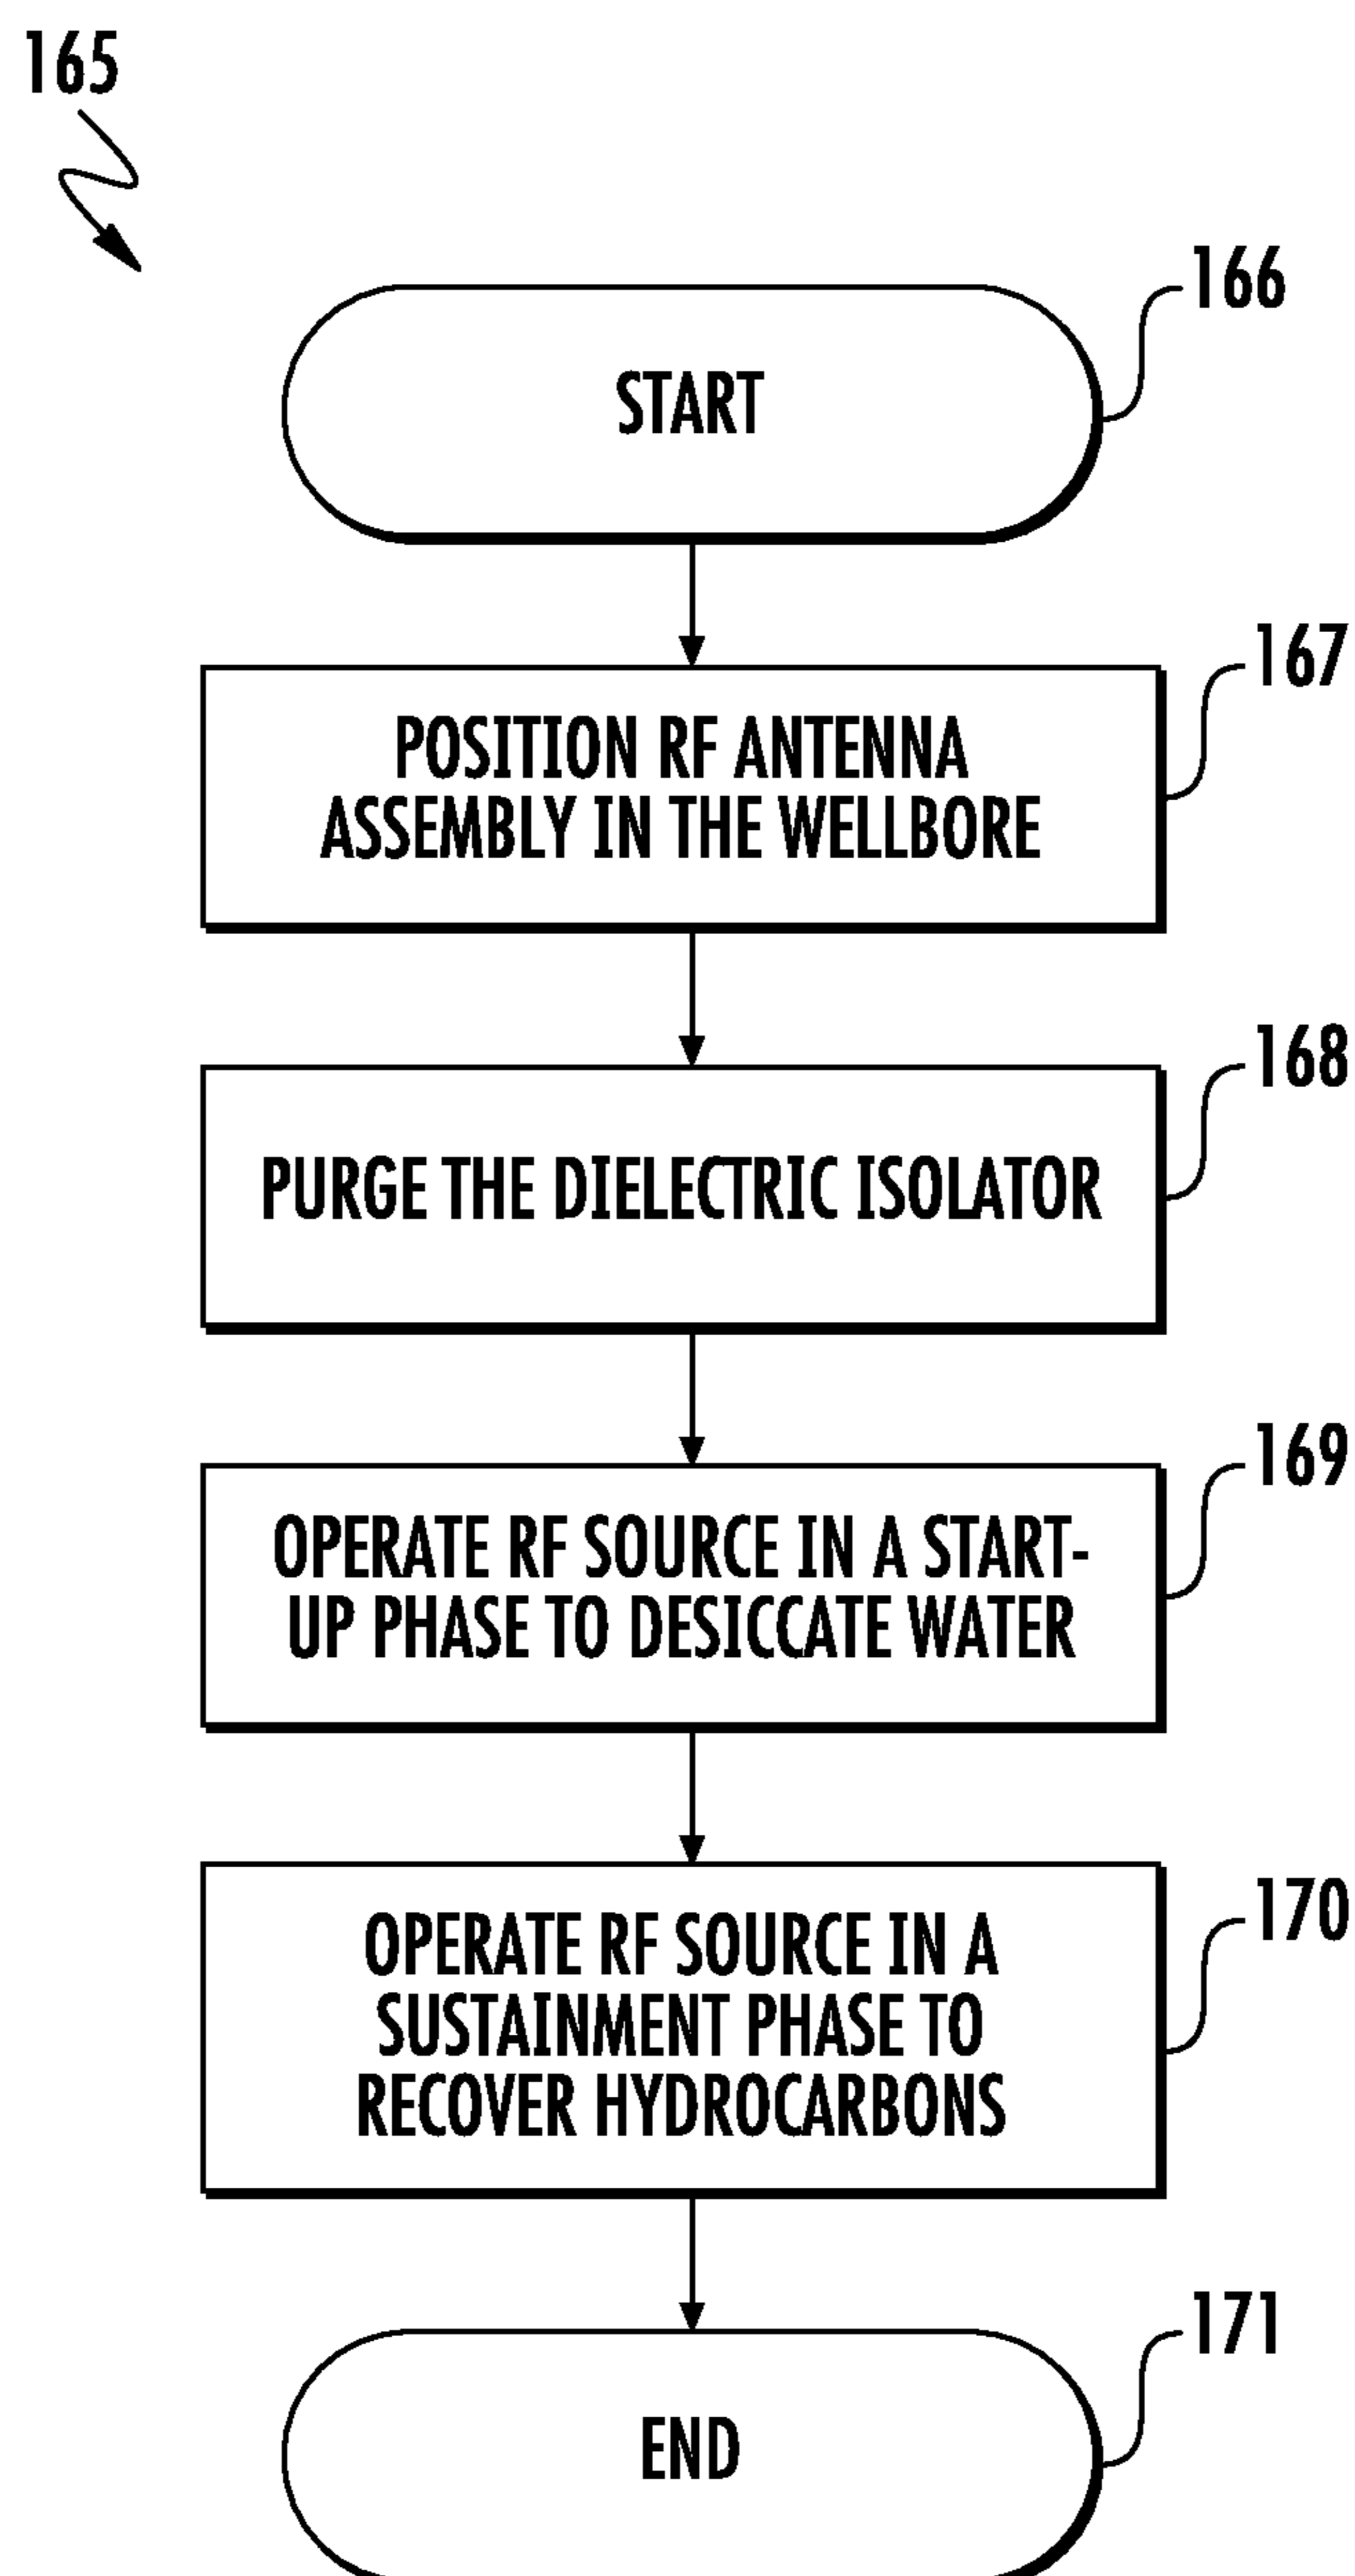 165
166
START
167
POSITION RF ANTENNA
ASSEMBLY IN THE WELLBORE
168
PURGE THE DIELECTRIC ISOLATOR
169
OPERATE RF SOURCE IN A START-
UP PHASE TO DESICCATE WATER
170
OPERATE RF SOURCE IN A
SUSTAINMENT PHASE TO
RECOVER HYDROCARBONS
171
END